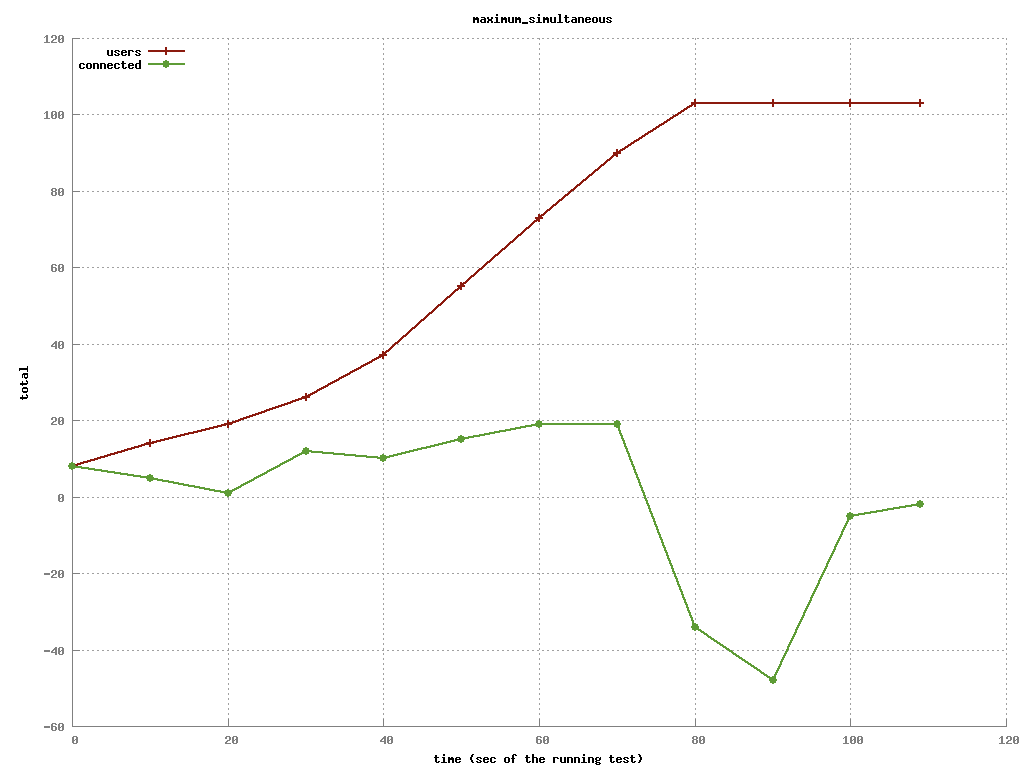 maximum_simultaneous
120
100
80
60
40
20
0
-20
-40
-60
users
connected
total
0 20 40 60 80 100 120
time (sec of the running test)